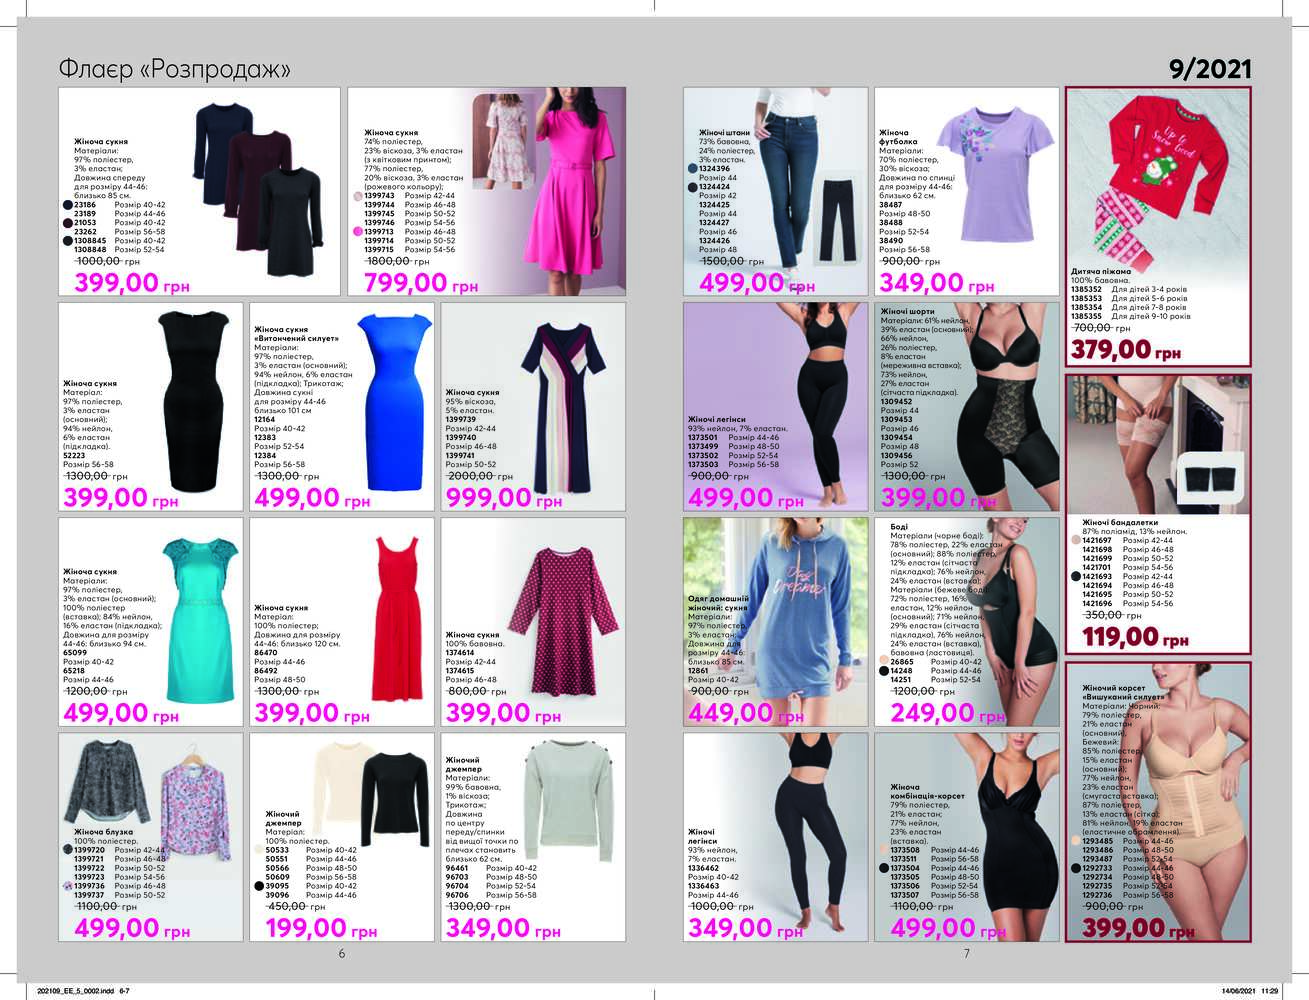 Флаєр «Розпродаж»
9/2021
Жіноча сукня
Матеріали:
97% поліестер,
3% еластан;
Довжина спереду
для розміру 44-46:
близько 85 см.
23186 Розмір 40-42
23189 Розмір 44-46
21053 Розмір 40-42
23262 Розмір 56-58
1308845 Розмір 40-42
1308848 Розмір 52-54
1000,00 грн
399,00 грн
Жіноча сукня
74% поліестер,
23% віскоза, 3% еластан
(з квітковим принтом);
77% поліестер,
20% віскоза, 3% еластан
(рожевого кольору);
1399743 Розмір 42-44
1399744 Розмір 46-48
1399745 Розмір 50-52
1399746 Розмір 54-56
1399713 Розмір 46-48
1399714 Розмір 50-52
1399715 Розмір 54-56
1800,00 грн
799,00 грн
Жіноча сукня
Матеріал:
97% поліестер,
3% еластан
(основний);
94% нейлон,
6% еластан
(підкладка).
52223
Розмір 56-58
1300,00 грн
399,00 грн
Жіноча сукня
«Витончений силует»
Матеріали:
97% поліестер,
3% еластан (основний);
94% нейлон, 6% еластан
(підкладка); Трикотаж;
Довжина сукні
для розміру 44-46
близько 101 см
12164
Розмір 40-42
12383
Розмір 52-54
12384
Розмір 56-58
1300,00 грн
499,00 грн
Жіноча сукня
95% віскоза,
5% еластан.
1399739
Розмір 42-44
1399740
Розмір 46-48
1399741
Розмір 50-52
2000,00 грн
999,00 грн
Жіноча сукня
Матеріали:
97% поліестер,
3% еластан (основний);
100% поліестер
(вставка); 84% нейлон,
16% еластан (підкладка);
Довжина для розміру
44-46: близько 94 см.
65099
Розмір 40-42
65218
Розмір 44-46
1200,00 грн
499,00 грн
Жіноча сукня
Матеріал:
100% поліестер;
Довжина для розміру
44-46: близько 120 см.
86470
Розмір 44-46
86492
Розмір 48-50
1300,00 грн
399,00 грн
Жіноча сукня
100% бавовна.
1374614
Розмір 42-44
1374615
Розмір 46-48
800,00 грн
399,00 грн
Жіноча блузка
100% поліестер.
1399720 Розмір 42-44
1399721 Розмір 46-48
1399722 Розмір 50-52
1399723 Розмір 54-56
1399736 Розмір 46-48
1399737 Розмір 50-52
1100,00 грн
499,00 грн
Жіночий
джемпер
Матеріал:
100% поліестер.
50533 Розмір 40-42
50551 Розмір 44-46
50566 Розмір 48-50
50609 Розмір 56-58
39095 Розмір 40-42
39096 Розмір 44-46
450,00 грн
199,00 грн
Жіночий
джемпер
Матеріали:
99% бавовна,
1% віскоза;
Трикотаж;
Довжина
по центру
переду/спинки
від вищої точки по
плечах становить
близько 62 см.
96461 Розмір 40-42
96703 Розмір 48-50
96704 Розмір 52-54
96706 Розмір 56-58
1300,00 грн
349,00 грн
6
Жіночі штани
73% бавовна,
24% поліестер,
3% еластан.
1324396
Розмір 44
1324424
Розмір 42
1324425
Розмір 44
1324427
Розмір 46
1324426
Розмір 48
1500,00 грн
499,00 грн
Жіноча
футболка
Матеріали:
70% поліестер,
30% віскоза;
Довжина по спинці
для розміру 44-46:
близько 62 см.
38487
Розмір 48-50
38488
Розмір 52-54
38490
Розмір 56-58
900,00 грн
349,00 грн
Up to
Snow Good
Дитяча піжама
100% бавовна.
1385352 Для дітей 3-4 років
1385353 Для дітей 5-6 років
1385354 Для дітей 7-8 років
1385355 Для дітей 9-10 років
700,00 грн
379,00 грн
Жіночі легінси
93% нейлон, 7% еластан.
1373501 Розмір 44-46
1373499 Розмір 48-50
1373502 Розмір 52-54
1373503 Розмір 56-58
900,00 грн
499,00 грн
Жіночі шорти
Матеріали: 61% нейлон,
39% еластан (основний);
66% нейлон,
26% поліестер,
8% еластан
(мереживна вставка);
73% нейлон,
27% еластан
(сітчаста підкладка).
1309452
Розмір 44
1309453
Розмір 46
1309454
Розмір 48
1309456
Розмір 52
1300,00 грн
399,00 грн
Жіночі бандалетки
87% поліамід, 13% нейлон.
1421697 Розмір 42-44
1421698 Розмір 46-48
1421699 Розмір 50-52
1421701 Розмір 54-56
1421693 Розмір 42-44
1421694 Розмір 46-48
1421695 Розмір 50-52
1421696 Розмір 54-56
350,00 грн
119,00 грн
Day
Dreamer
Одяг домашній
жіночий: сукня
Матеріали:
97% поліестер,
3% еластан;
Довжина для
розміру 44-46:
близько 85 см.
12861
Розмір 40-42
900,00 грн
449,00 грн
Боді
Матеріали (чорне боді):
78% поліестер, 22% еластан
(основний); 88% поліестер,
12% еластан (сітчаста
підкладка); 76% нейлон,
24% еластан (вставка);
Матеріали (бежеве боді):
72% поліестер, 16%
еластан, 12% нейлон
(основний); 71% нейлон,
29% еластан (сітчаста
підкладка). 76% нейлон,
24% еластан (вставка),
бавовна (ластовиця).
26865 Розмір 40-42
14248 Розмір 44-46
14251 Розмір 52-54
1200,00 грн
249,00 грн
Жіночі
легінси
93% нейлон,
7% еластан.
1336462
Розмір 40-42
1336463
Розмір 44-46
1000,00 грн
349,00 грн
Жіноча
комбінація-корсет
79% поліестер,
21% еластан;
77% нейлон,
23% еластан
(вставка).
1373508 Розмір 44-46
1373511 Розмір 56-58
1373504 Розмір 44-46
1373505 Розмір 48-50
1373506 Розмір 52-54
1373507 Розмір 56-58
1100,00 грн
499,00 грн
Жіночий корсет
«Вишуканий силует»
Матеріали: Чорний:
79% поліестер,
21% еластан
(основний),
Бежевий:
85% поліестер,
15% еластан
(основний);
77% нейлон,
23% еластан
(смугаста вставка);
87% поліестер,
13% еластан (сітка);
81% нейлон, 19% еластан
(еластичне обрамлення).
1293485 Розмір 44-46
1293486 Розмір 48-50
1293487 Розмір 52-54
1292733 Розмір 44-46
1292734 Розмір 48-50
1292735 Розмір 52-54
1292736 Розмір 56-58
900,00 грн
399,00 грн
7
202109_EE_5_0002.indd 6-7
14/06/2021 11:29